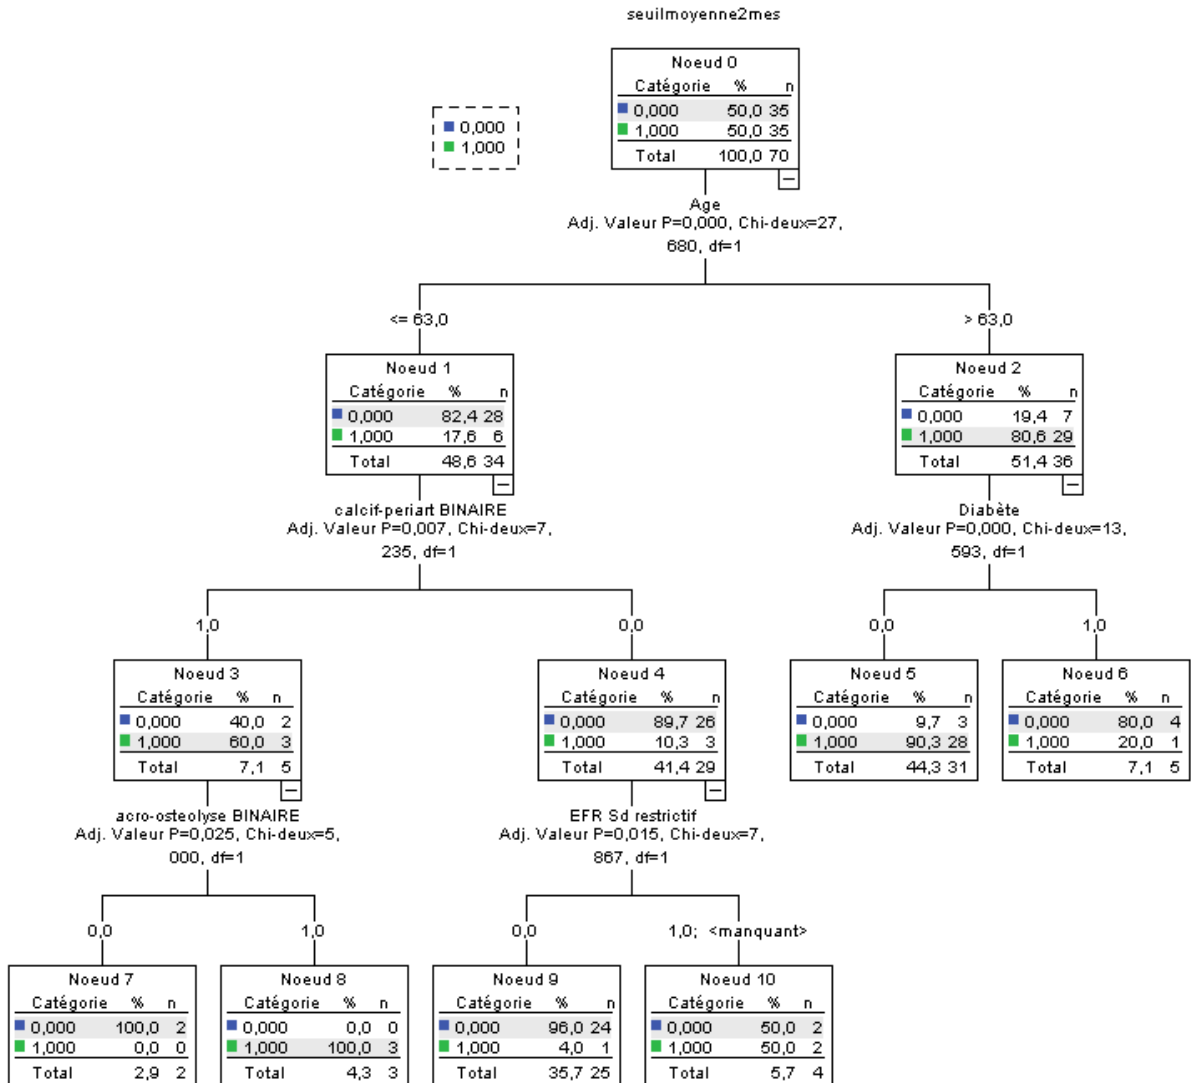 seuilmoyenne2mes
Noeud 0
Catégorie % n
0,000 50,0 35
1,000 50,0 35
Total 100,0 70
0,000
1,000
Age
Adj. Valeur P=0,000, Chi-deux=27,
680, df=1
<= 63,0
> 63,0
Noeud 1
Catégorie % n
0,000 82,4 28
1,000 17,6 6
Total 48,6 34
Noeud 2
Catégorie % n
0,000 19,4 7
1,000 80,6 29
Total 51,4 36
calcif-periart BINAIRE
Adj. Valeur P=0,007, Chi-deux=7,
235, df=1
Diabète
Adj. Valeur P=0,000, Chi-deux=13,
593, df=1
1,0
0,0
0,0
1,0
Noeud 3
Catégorie % n
0,000 40,0 2
1,000 60,0 3
Total 7,1 5
Noeud 4
Catégorie % n
0,000 89,7 26
1,000 10,3 3
Total 41,4 29
Noeud 5
Catégorie % n
0,000 9,7 3
1,000 90,3 28
Total 44,3 31
Noeud 6
Catégorie % n
0,000 80,0 4
1,000 20,0 1
Total 7,1 5
acro-osteolyse BINAIRE
Adj. Valeur P=0,025, Chi-deux=5,
000, df=1
EFR Sd restrictif
Adj. Valeur P=0,015, Chi-deux=7,
867, df=1
0,0
1,0
0,0
1,0; <manquant>
Noeud 7
Catégorie % n
0,000 100,0 2
1,000 0,0 0
Total 2,9 2
Noeud 8
Catégorie % n
0,000 0,0 0
1,000 100,0 3
Total 4,3 3
Noeud 9
Catégorie % n
0,000 96,0 24
1,000 4,0 1
Total 35,7 25
Noeud 10
Catégorie % n
0,000 50,0 2
1,000 50,0 2
Total 5,7 4